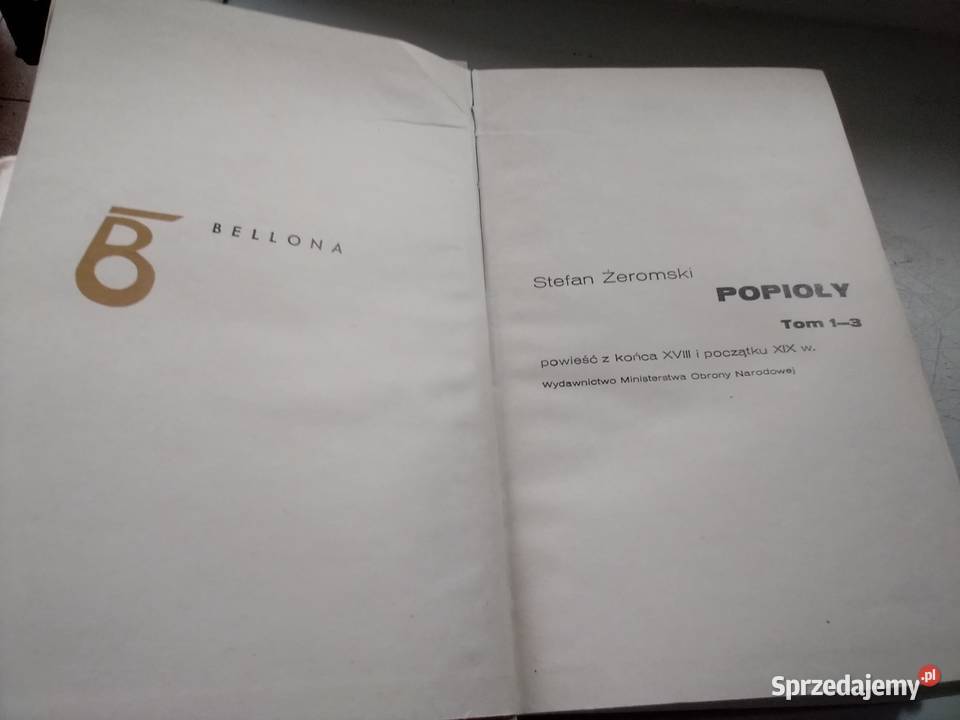 BELLONA
Stefan Żeromski
POPIOŁY
Tom 1—3
powieść z końca XVIII i początku XIX w.
Wydawnictwo Ministerstwa Obrony Narodowej
Sprzedajemy.pl